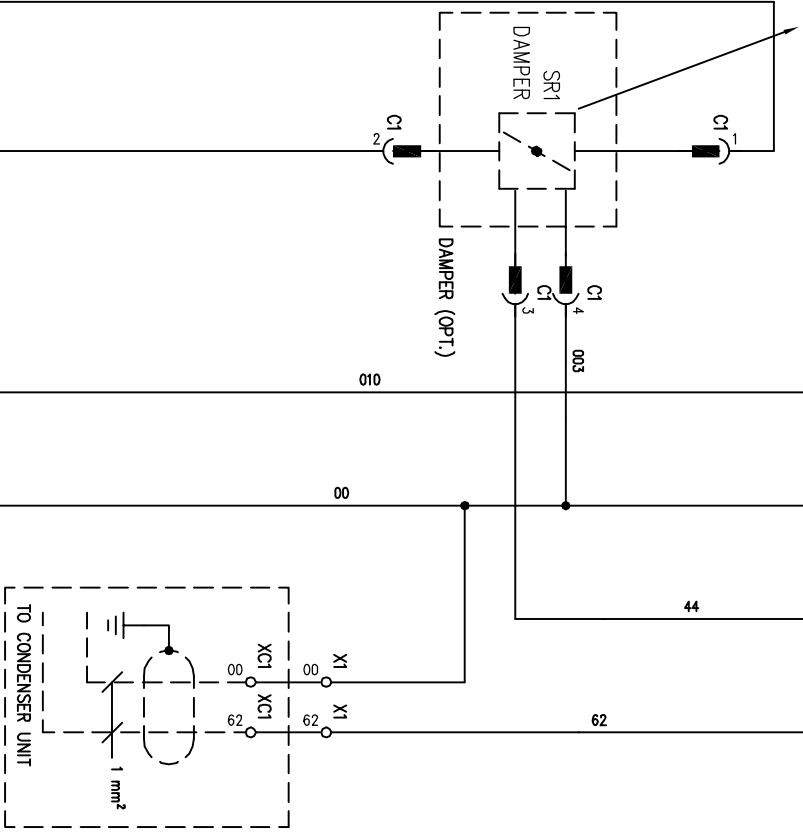 SR1
DAMPER
C1
2
C1
1
DAMPER (OPT.)
C1
3
C1
4
003
010
00
44
TO CONDENSER UNIT
XC1
00
X1
00
XC1
62
X1
62
62
1 mm²